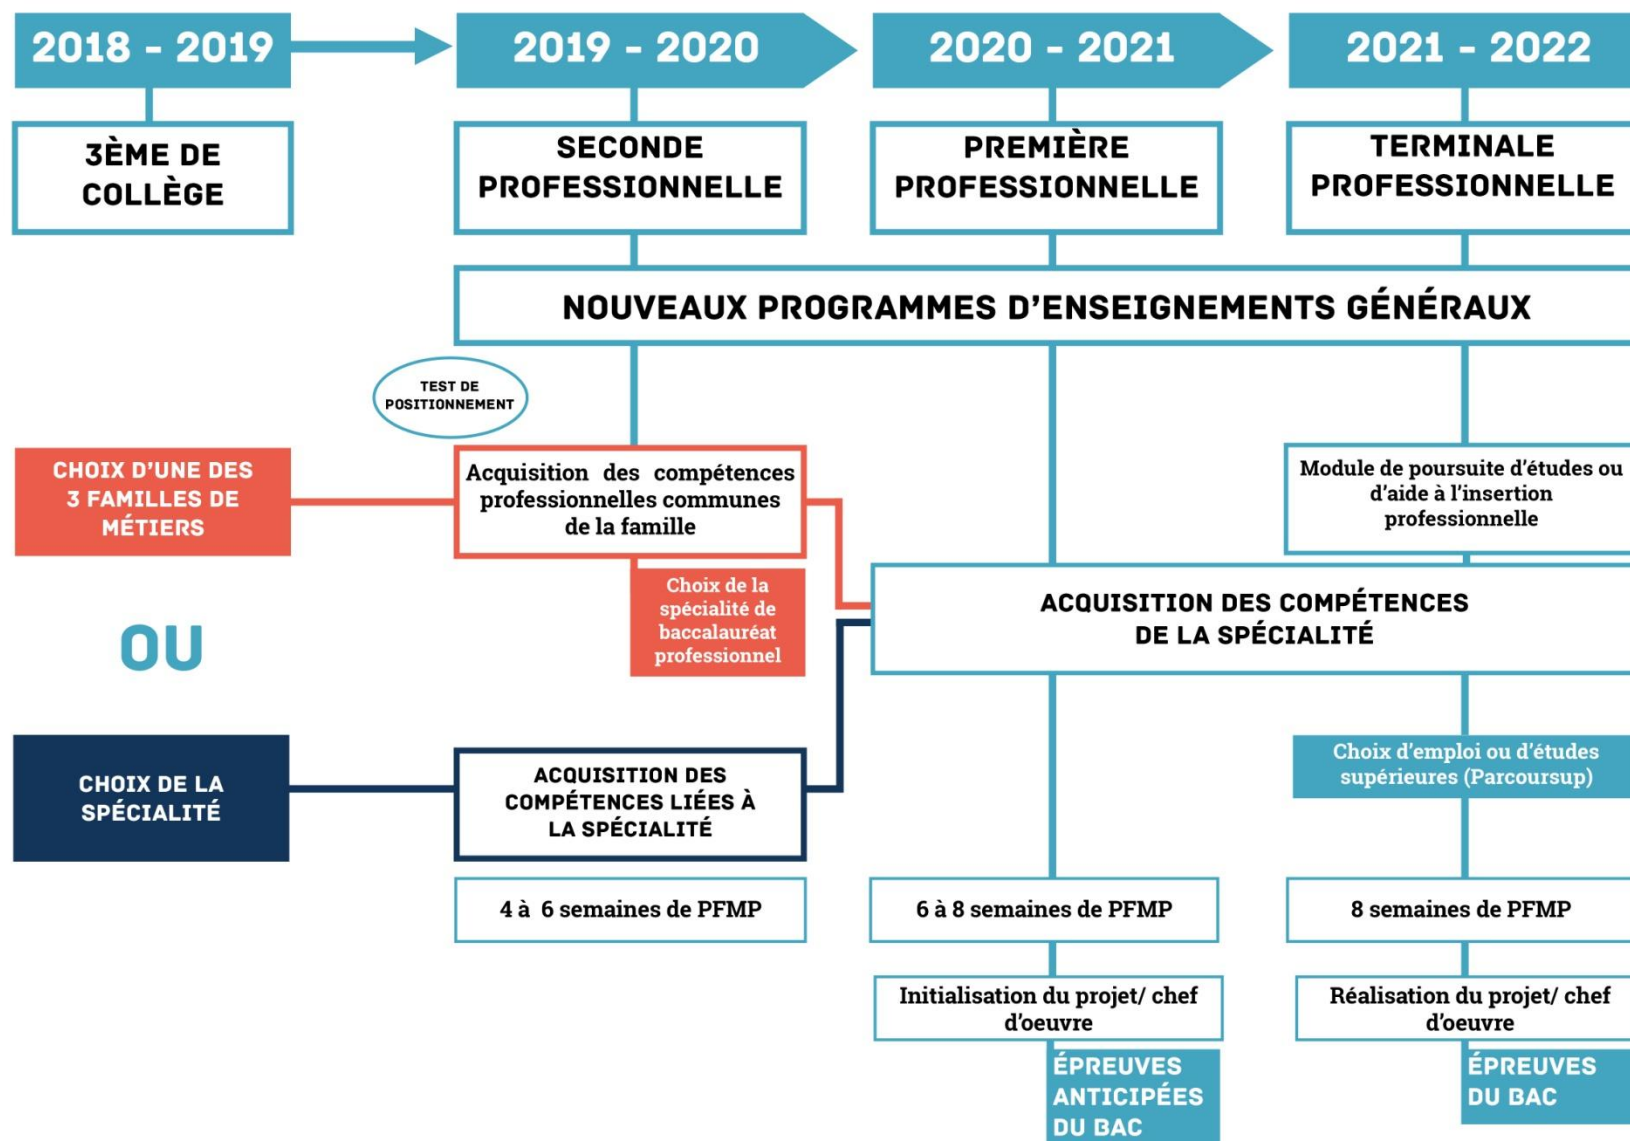 2018 - 2019
2019 - 2020
2020 - 2021
2021 - 2022
3ÈME DE
COLLÈGE
SECONDE
PROFESSIONNELLE
PREMIÈRE
PROFESSIONNELLE
TERMINALE
PROFESSIONNELLE
NOUVEAUX PROGRAMMES D'ENSEIGNEMENTS GÉNÉRAUX
TEST DE
POSITIONNEMENT
CHOIX D'UNE DES
3 FAMILLES DE
MÉTIERS
Acquisition des compétences
professionnelles communes
de la famille
Module de poursuite d'études ou
d'aide à l'insertion
professionnelle
Choix de la
spécialité de
baccalauréat
professionnel
ACQUISITION DES COMPÉTENCES
DE LA SPÉCIALITÉ
OU
CHOIX DE LA
SPÉCIALITÉ
ACQUISITION DES
COMPÉTENCES LIÉES À
LA SPÉCIALITÉ
Choix d'emploi ou d'études
supérieures (Parcoursup)
4 à 6 semaines de PFMP
6 à 8 semaines de PFMP
8 semaines de PFMP
Initialisation du projet/ chef
d'oeuvre
Réalisation du projet/ chef
d'oeuvre
ÉPREUVES
ANTICIPÉES
DU BAC
ÉPREUVES
DU BAC